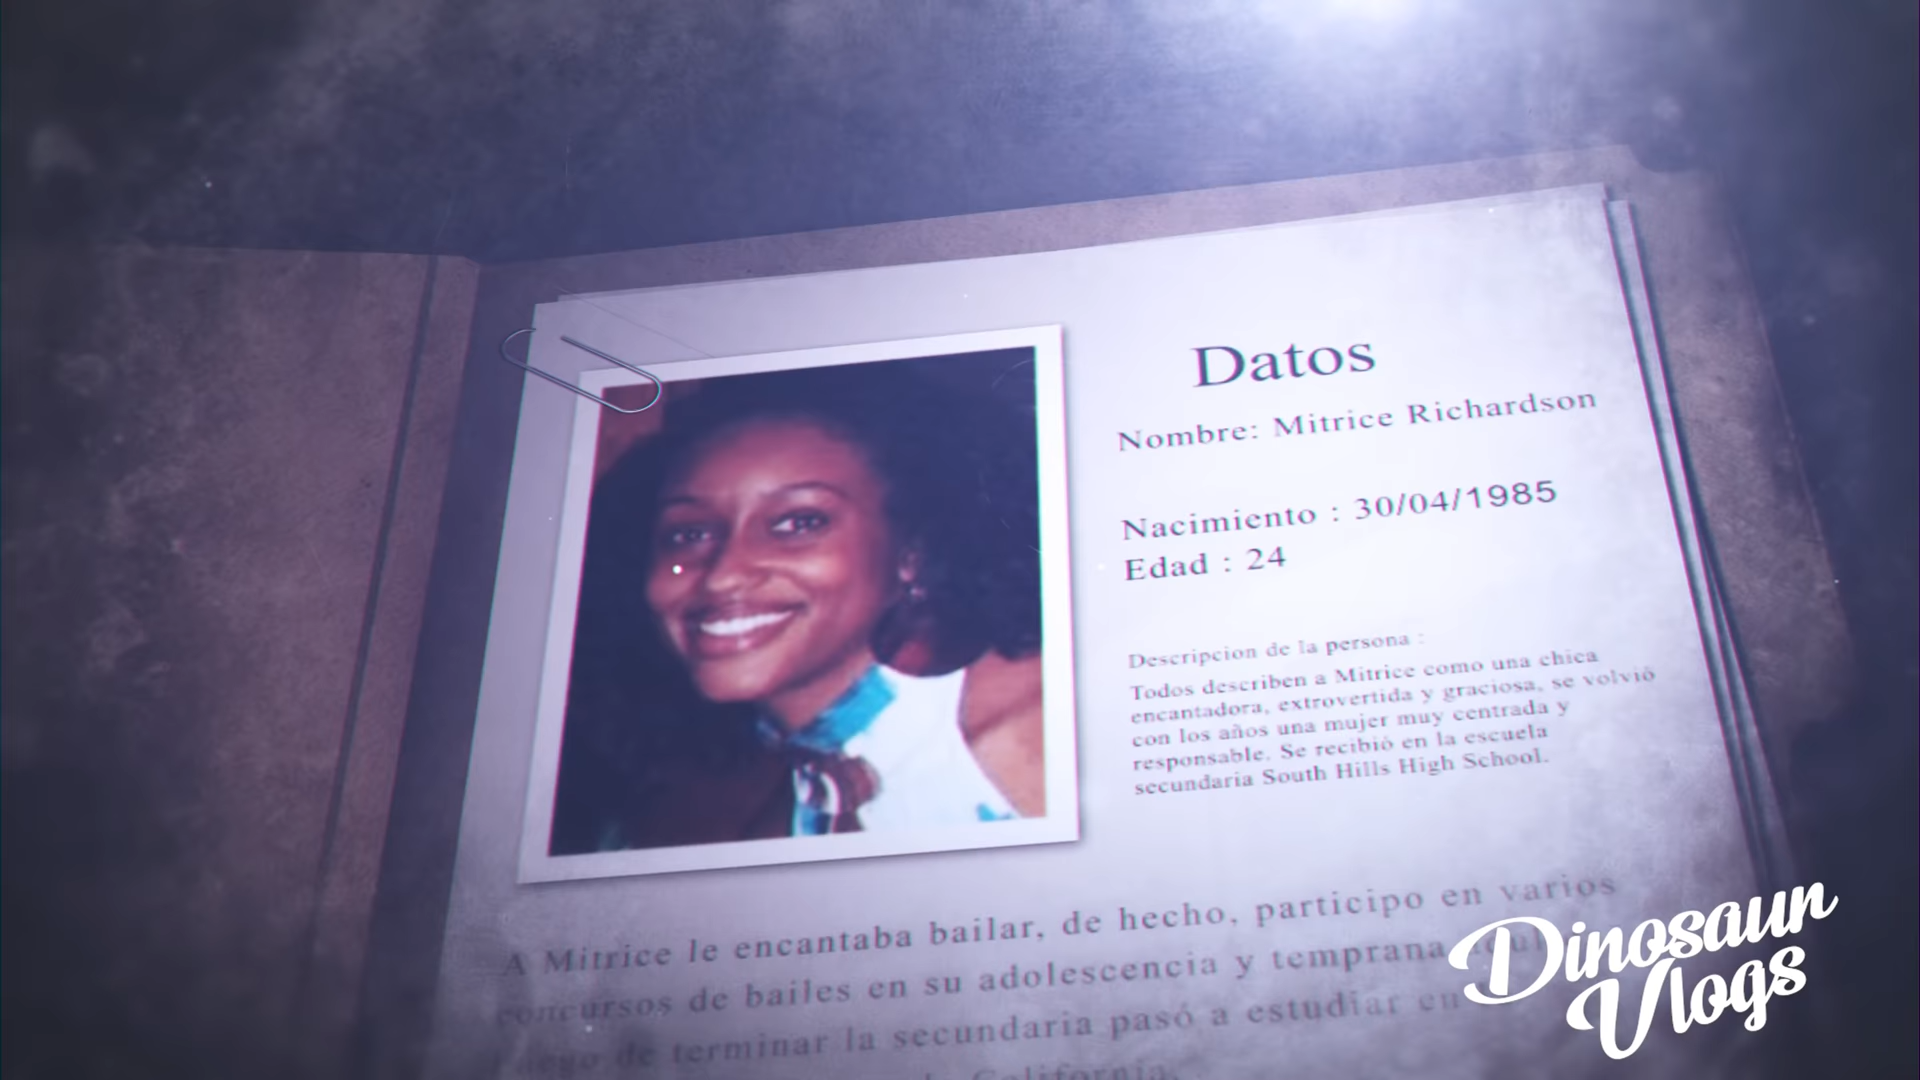 Datos
Nombre: Mitrice Richardson
Nacimiento : 30/04/1985
Edad : 24
Descripcion de la persona :
Todos describen a Mitrice como una chica
encantadora, extrovertida y graciosa, se volvió
con los años una mujer muy centrada y
responsable. Se recibió en la escuela
secundaria South Hills High School.
A Mitrice le encantaba bailar, de hecho, participo en varios
concursos de bailes en su adolescencia y temprana
de terminar la secundaria pasó a estudiar en
California.
Dinosaun
Vlogs